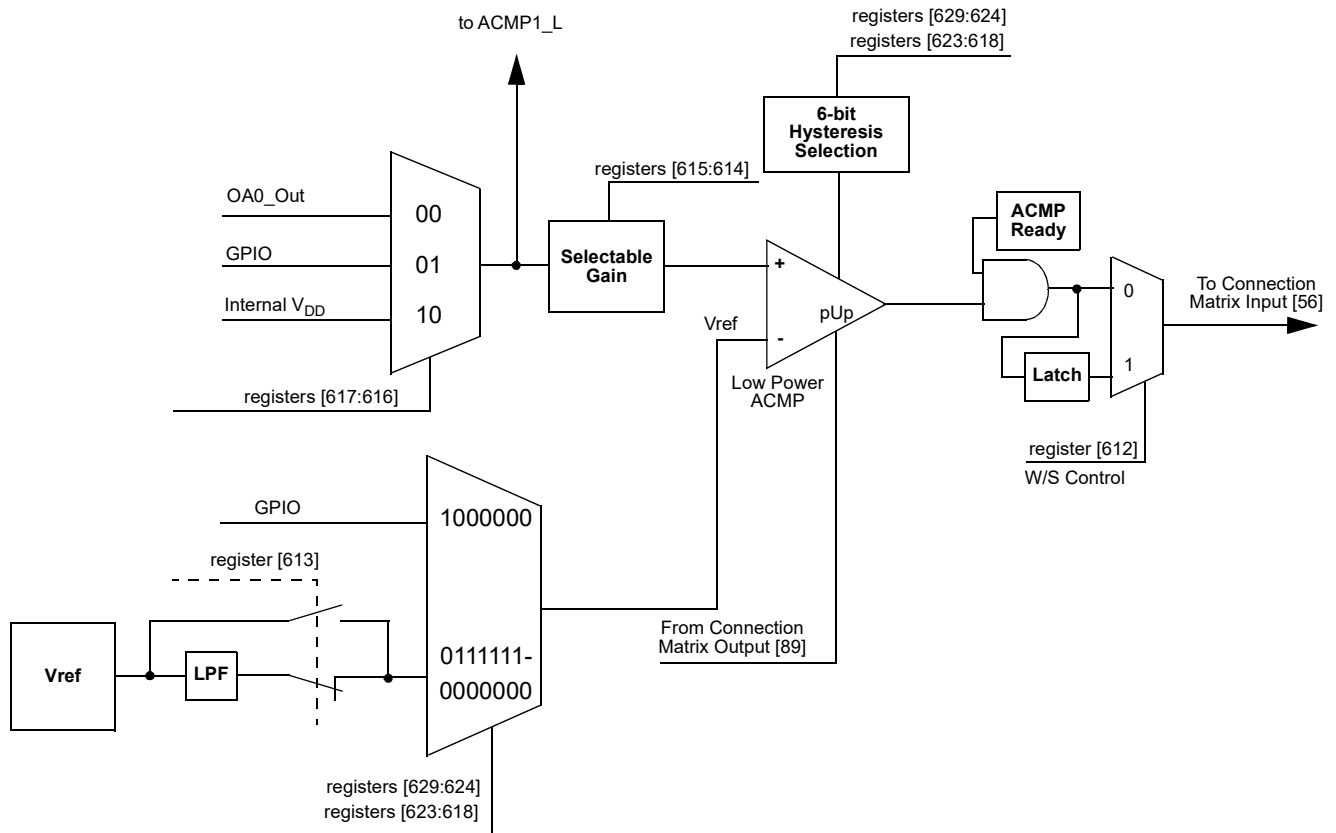 to ACMP1_L
registers [629:624]
registers [623:618]
6-bit
Hysteresis
Selection
registers [615:614]
OA0_Out
00
GPIO
01
Internal VDD
10
Selectable
Gain
ACMP
Ready
+
pUp
-
Vref
Low Power
ACMP
0
To Connection
Matrix Input [56]
Latch
1
registers [617:616]
register [612]
W/S Control
GPIO
1000000
register [613]
Vref
LPF
0111111-
0000000
From Connection
Matrix Output [89]
registers [629:624]
registers [623:618]